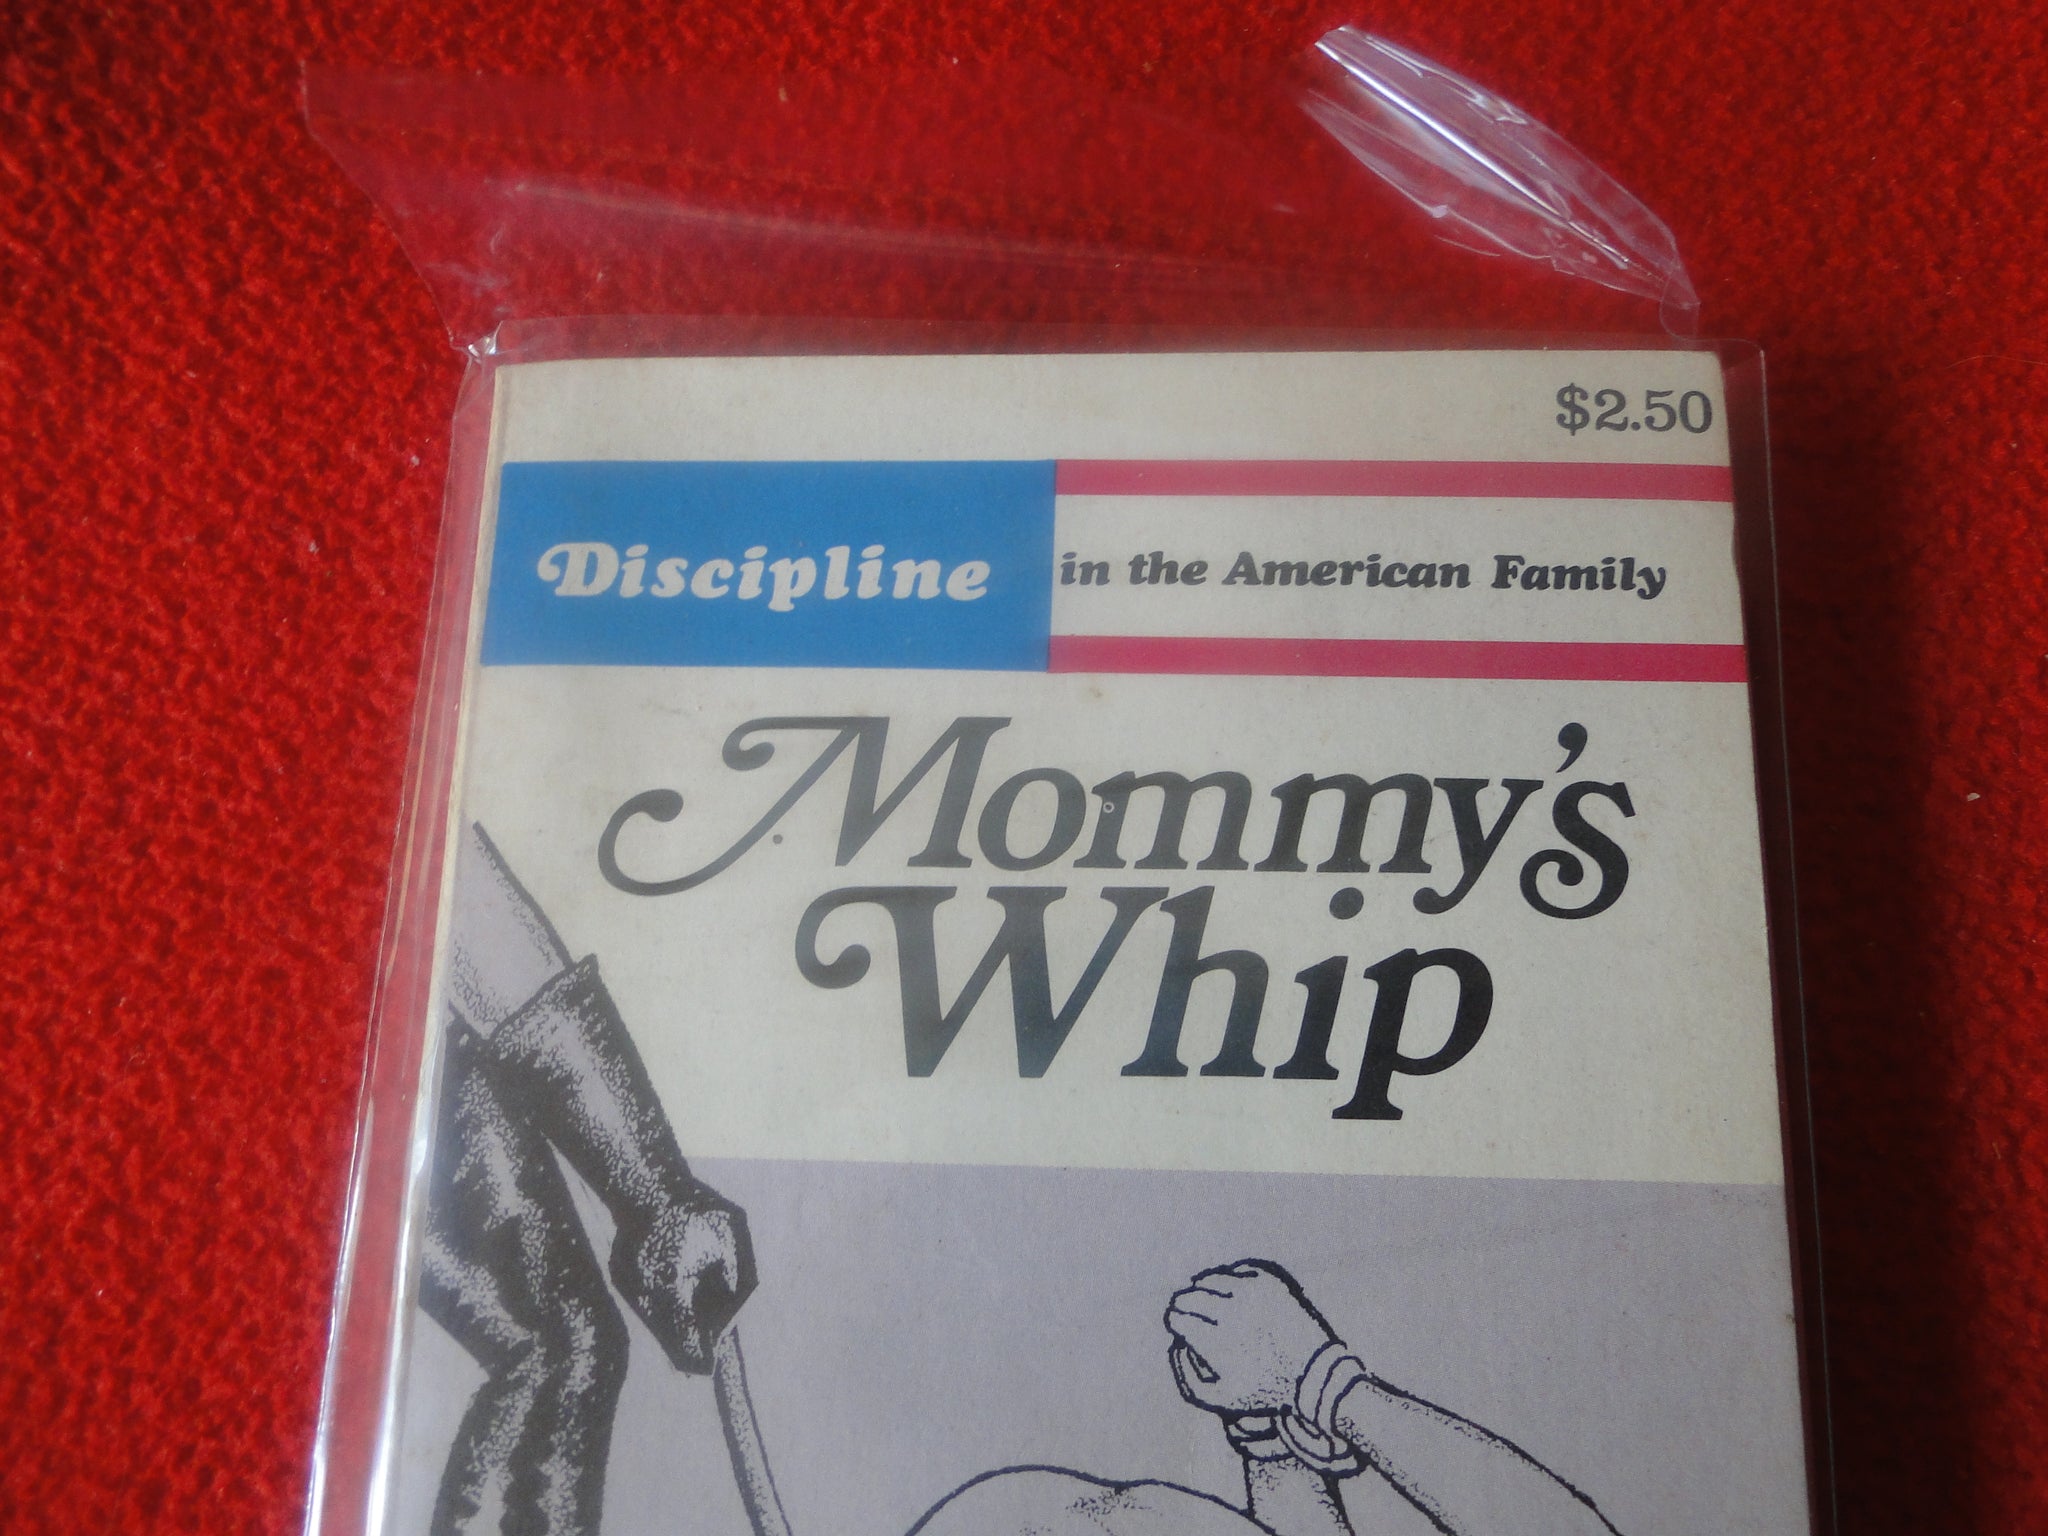 $2.50
Discipline in the American Family
Mommy's
Whip